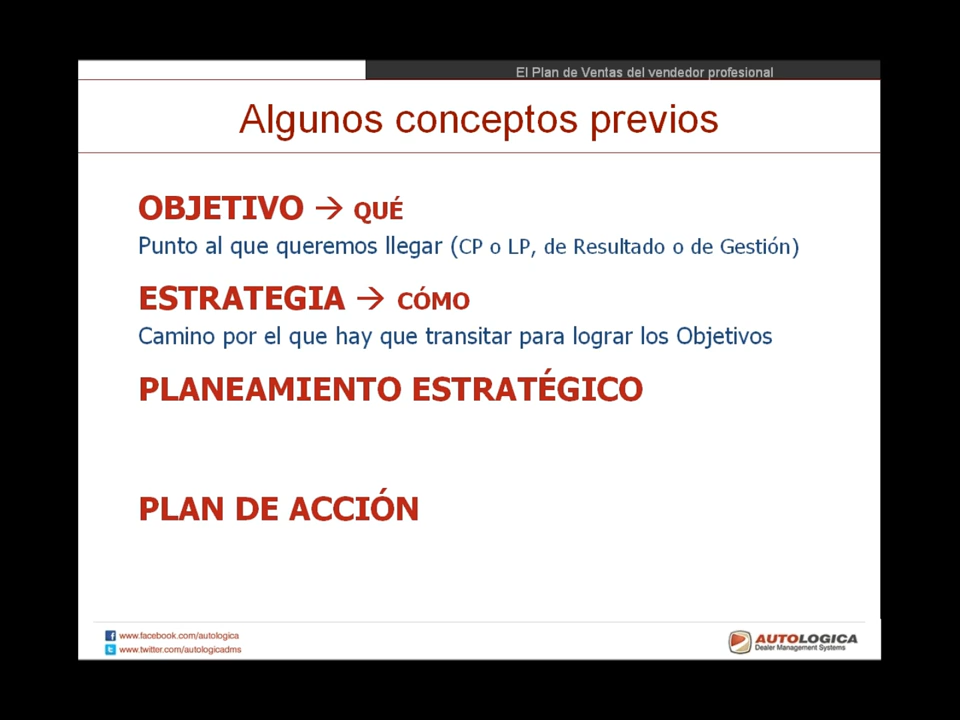 El Plan de Ventas del vendedor profesional
Algunos conceptos previos
OBJETIVO → QUÉ
Punto al que queremos llegar (CP o LP, de Resultado o de Gestión)
ESTRATEGIA → CÓMO
Camino por el que hay que transitar para lograr los Objetivos
PLANEAMIENTO ESTRATÉGICO
PLAN DE ACCIÓN
www.facebook.com/autologica
www.twitter.com/autologicadms
AUTOLOGICA
Dealer Management Systems